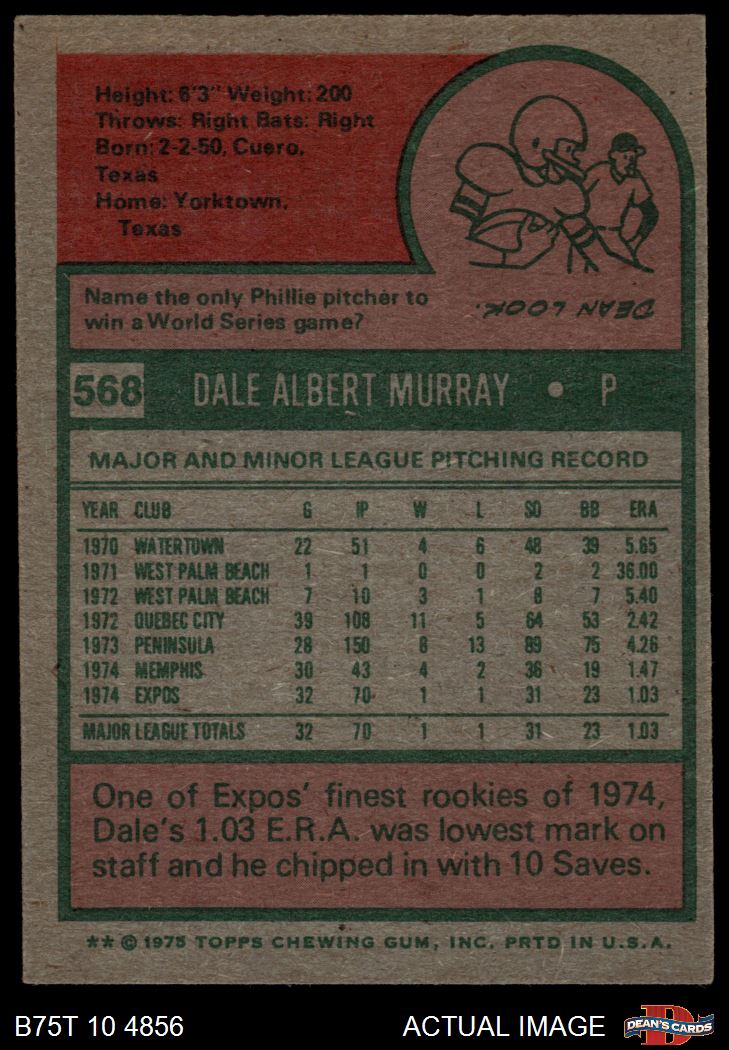 Height: 6'3" Weight: 200
Throws: Right Bats: Right
Born: 2-2-50, Cuero,
Texas
Home: Yorktown,
Texas
Name the only Phillie pitcher to
win a World Series game?
DEAN LOOK.
568 DALE ALBERT MURRAY • P
MAJOR AND MINOR LEAGUE PITCHING RECORD
YEAR CLUB G IP W L SO BB ERA
1970 WATERTOWN 22 51 4 6 48 39 5.65
1971 WEST PALM BEACH 1 1 0 0 2 2 36.00
1972 WEST PALM BEACH 7 10 3 1 8 7 5.40
1972 QUEBEC CITY 39 108 11 5 64 53 2.42
1973 PENINSULA 28 150 8 13 89 75 4.26
1974 MEMPHIS 30 43 4 2 36 19 1.47
1974 EXPOS 32 70 1 1 31 23 1.03
MAJOR LEAGUE TOTALS 32 70 1 1 31 23 1.03
One of Expos' finest rookies of 1974,
Dale's 1.03 E.R.A. was lowest mark on
staff and he chipped in with 10 Saves.
** © 1975 TOPPS CHEWING GUM, INC. PRTD IN U.S.A.
B75T 10 4856 ACTUAL IMAGE DEAN'S CARDS